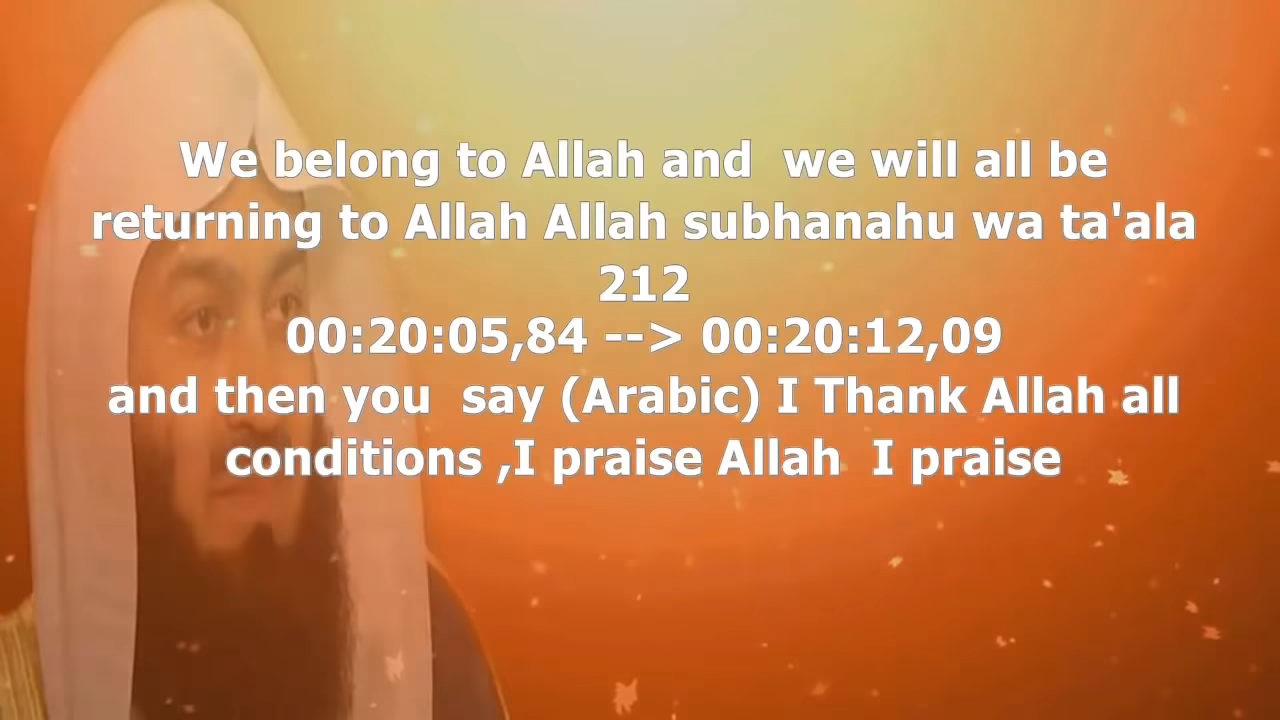 We belong to Allah and  we will all be
returning to Allah Allah subhanahu wa ta'ala
212
00:20:05,84 --> 00:20:12,09
and then you  say (Arabic) I Thank Allah all
conditions ,I praise Allah  I praise